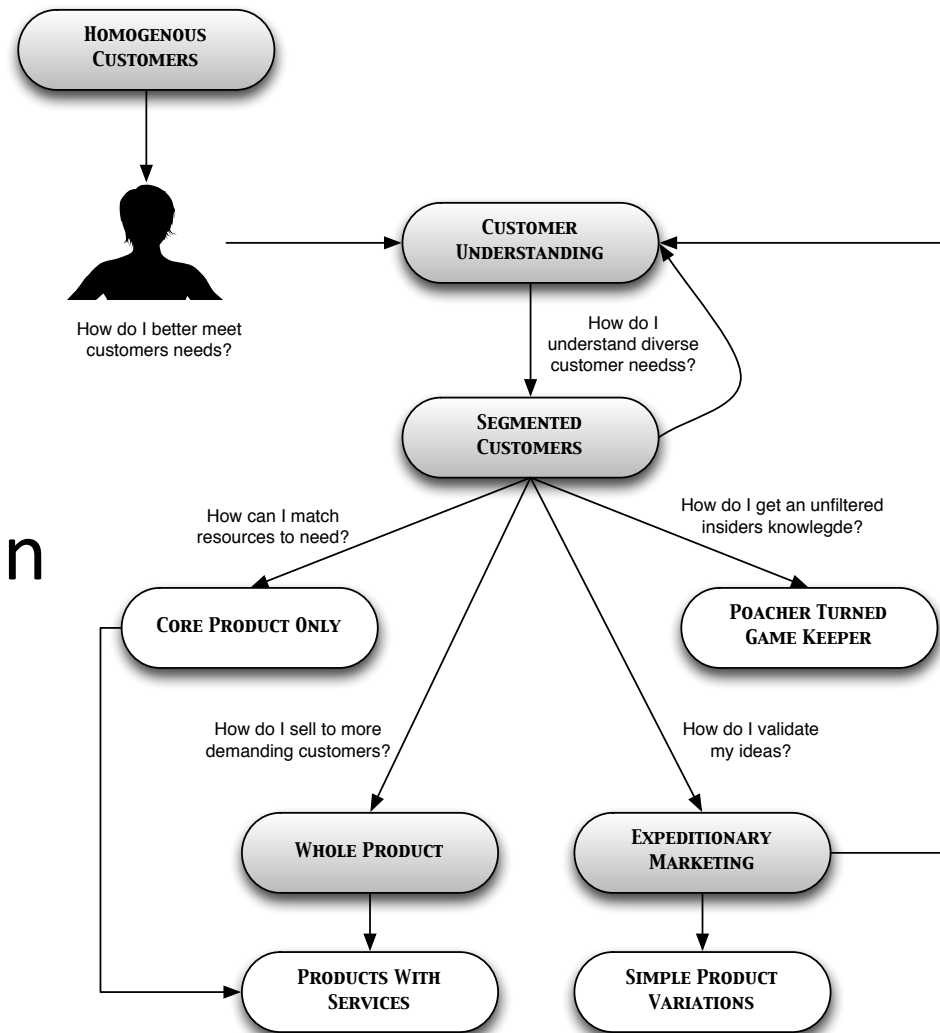 HOMOGENOUS
CUSTOMERS
How do I better meet
customers needs?
CUSTOMER
UNDERSTANDING
How do I
understand diverse
customer needss?
SEGMENTED
CUSTOMERS
How can I match
resources to need?
How do I get an unfiltered
insiders knowlegde?
n
CORE PRODUCT ONLY
POACHER TURNED
GAME KEEPER
How do I sell to more
demanding customers?
How do I validate
my ideas?
WHOLE PRODUCT
EXPEDITIONARY
MARKETING
PRODUCTS WITH
SERVICES
SIMPLE PRODUCT
VARIATIONS